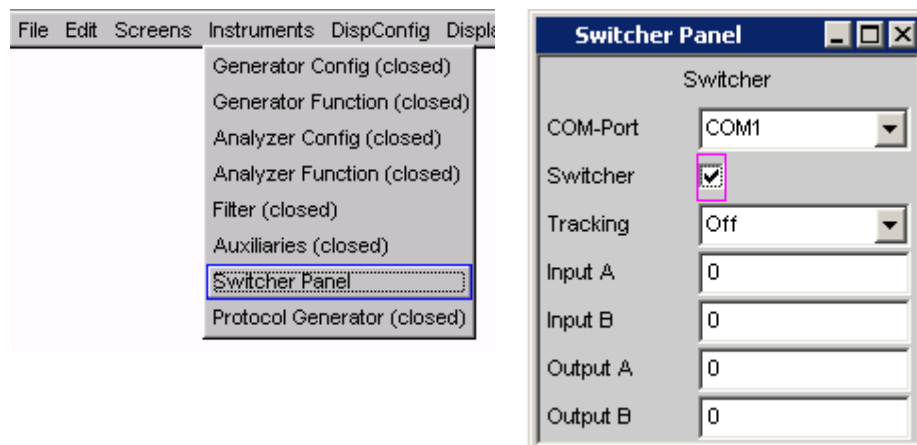 File Edit Screens Instruments DispConfig Displa
Generator Config (closed)
Generator Function (closed)
Analyzer Config (closed)
Analyzer Function (closed)
Filter (closed)
Auxiliaries (closed)
Switcher Panel
Protocol Generator (closed)
Switcher Panel
Switcher
COM-Port COM1
Switcher
Tracking Off
Input A 0
Input B 0
Output A 0
Output B 0